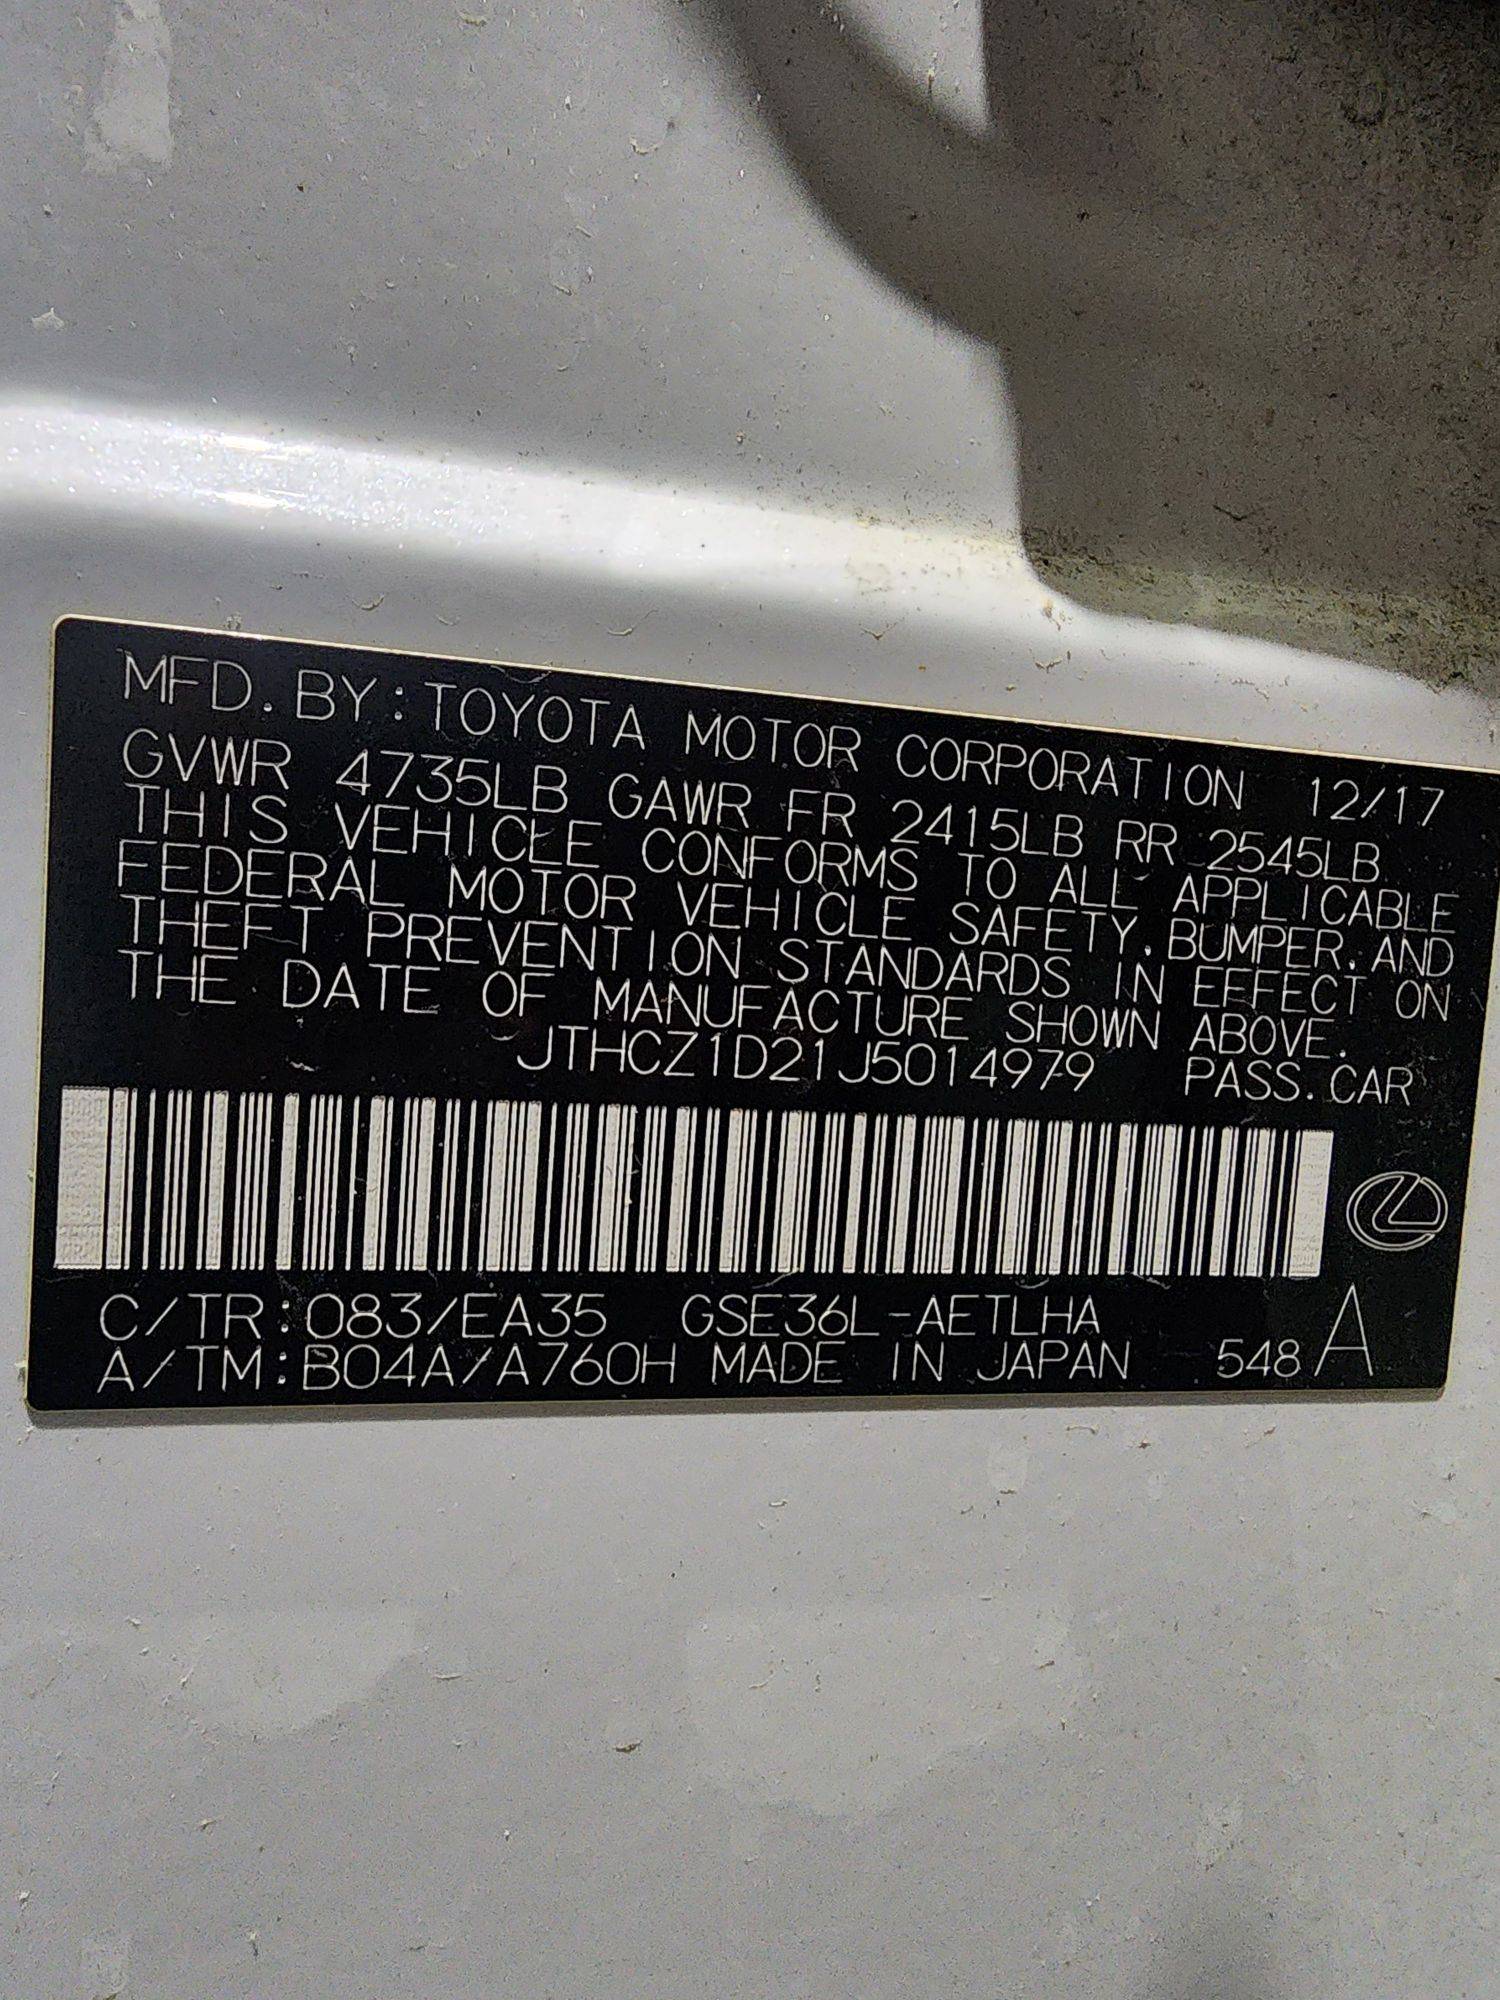 MFD. BY: TOYOTA MOTOR CORPORATION 12/17
GVWR 4735LB GAWR FR 2415LB RR 2545LB
THIS VEHICLE CONFORMS TO ALL APPLICABLE
FEDERAL MOTOR VEHICLE SAFETY, BUMPER, AND
THEFT PREVENTION STANDARDS IN EFFECT ON
THE DATE OF MANUFACTURE SHOWN ABOVE.
JTHCZ1D21J5014979 PASS. CAR
C/TR: 083/EA35 GSE36L-AETLHA
A/TM: B04A/A760H MADE IN JAPAN 548 A